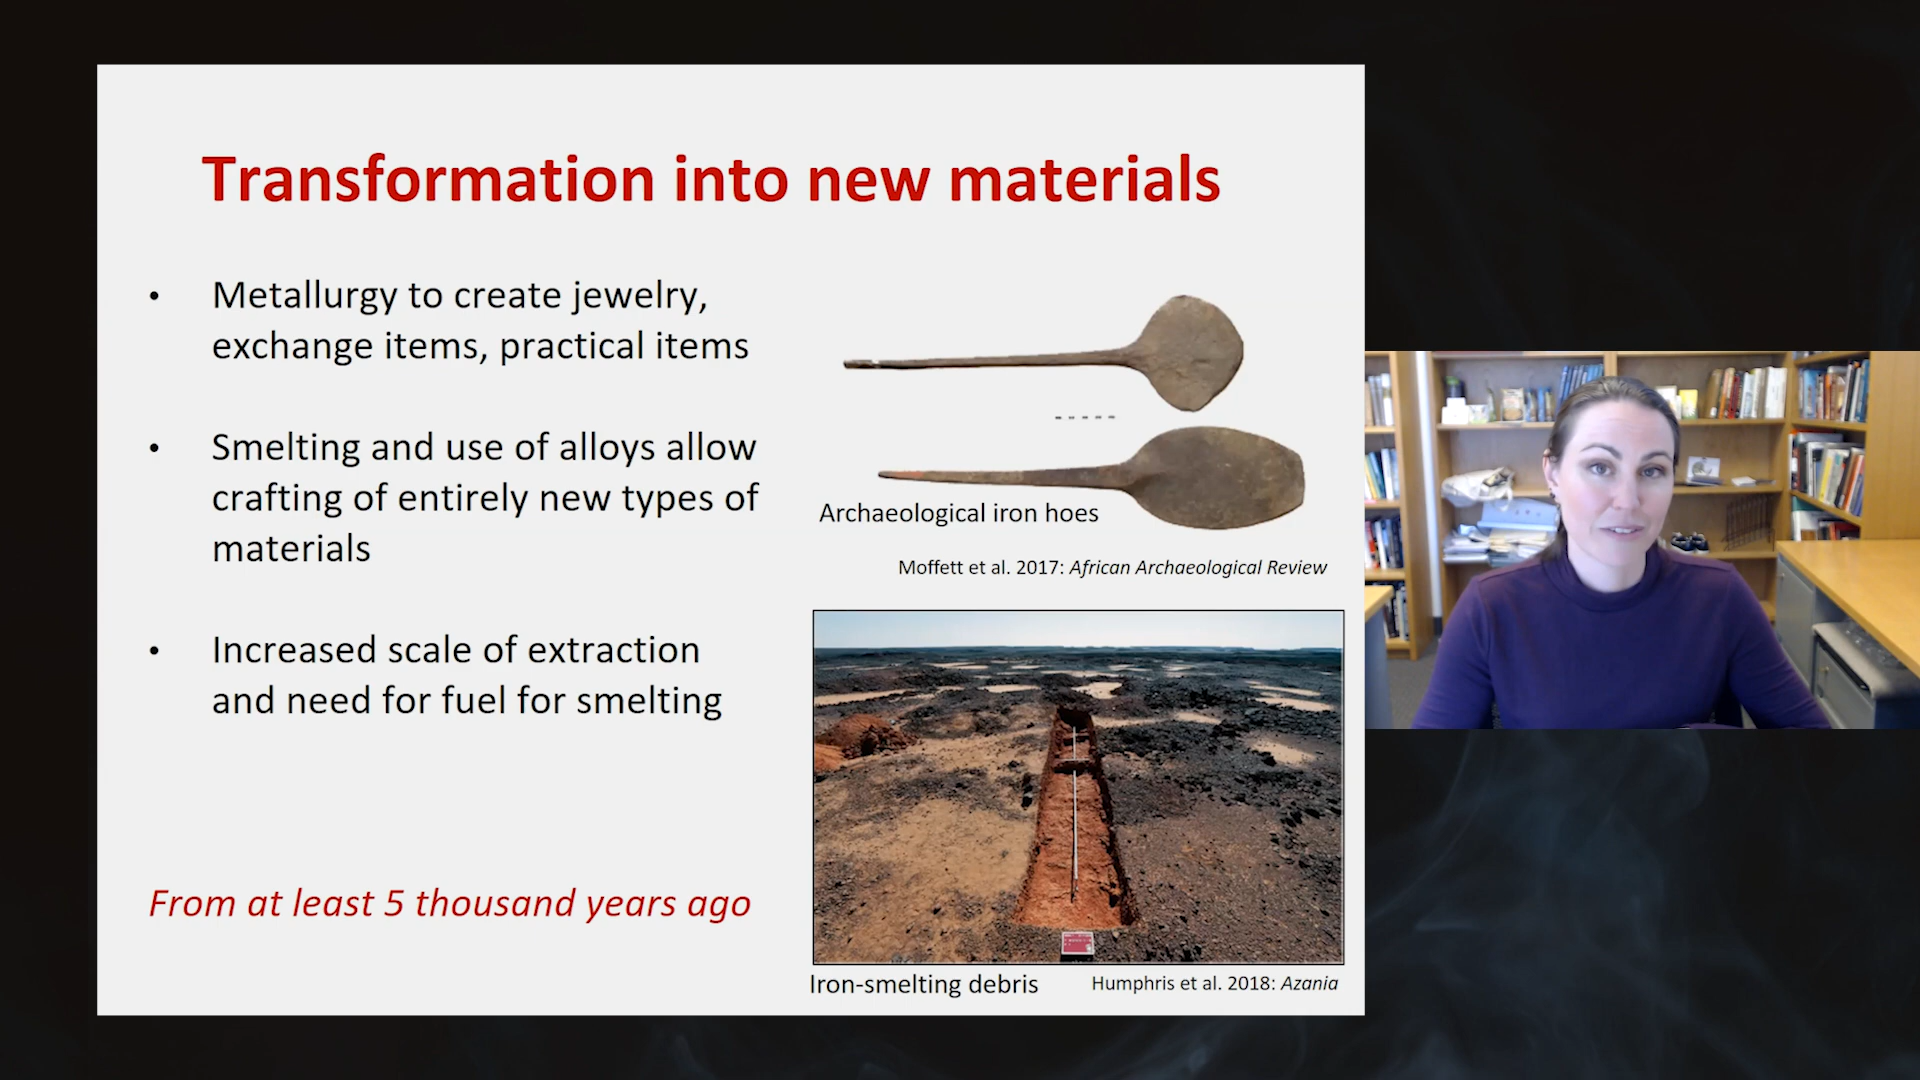 Transformation into new materials
• Metallurgy to create jewelry,
exchange items, practical items
• Smelting and use of alloys allow
crafting of entirely new types of
materials
• Increased scale of extraction
and need for fuel for smelting
From at least 5 thousand years ago
Archaeological iron hoes
Moffett et al. 2017: African Archaeological Review
Iron-smelting debris
Humphris et al. 2018: Azania